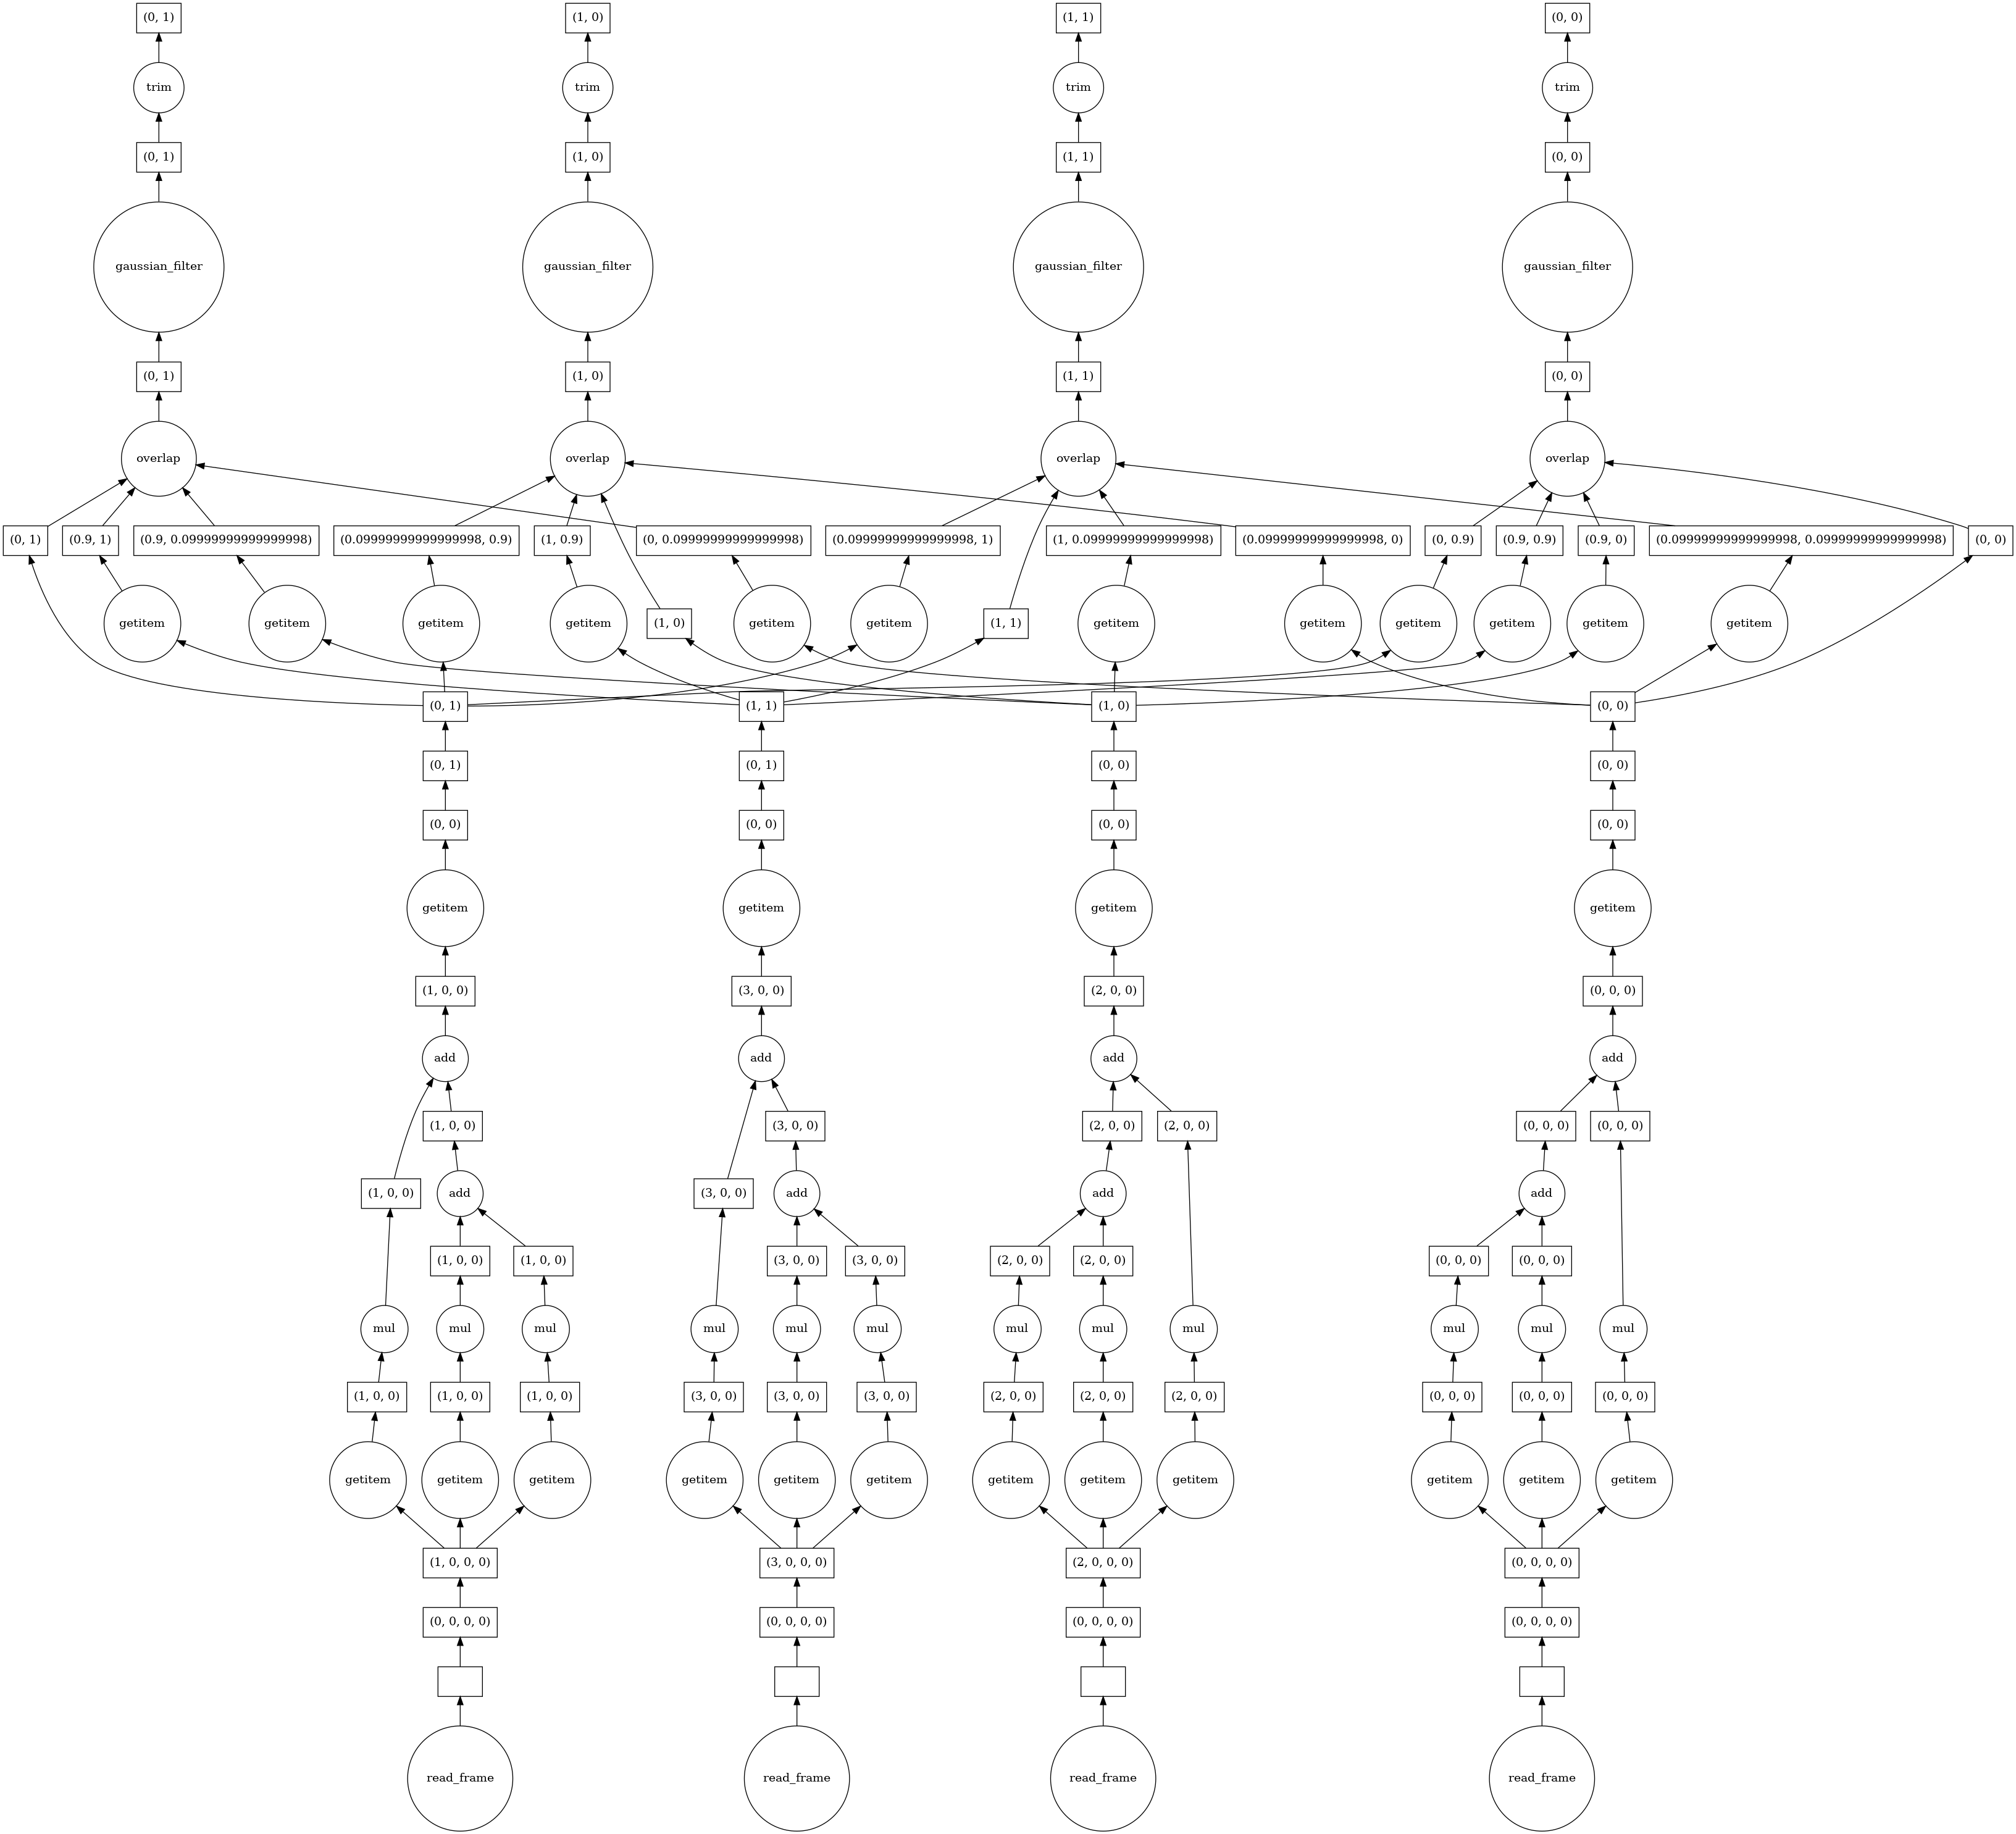 (0, 1)
(1, 0)
(1, 1)
(0, 0)
trim
trim
trim
trim
(0, 1)
(1, 0)
(1, 1)
(0, 0)
gaussian_filter
gaussian_filter
gaussian_filter
gaussian_filter
(0, 1)
(1, 0)
(1, 1)
(0, 0)
overlap
overlap
overlap
overlap
(0, 1)
(0.9, 1)
(0.9, 0.09999999999999998)
(0.09999999999999998, 0.9)
(1, 0.9)
(0, 0.09999999999999998)
(0.09999999999999998, 1)
(1, 0.09999999999999998)
(0.09999999999999998, 0)
(0, 0.9)
(0.9, 0.9)
(0.9, 0)
(0.09999999999999998, 0.09999999999999998)
(0, 0)
getitem
getitem
getitem
getitem
(1, 0)
getitem
getitem
(1, 1)
getitem
getitem
getitem
getitem
getitem
getitem
(0, 1)
(1, 1)
(1, 0)
(0, 0)
(0, 1)
(0, 1)
(0, 0)
(0, 0)
(0, 0)
(0, 0)
(0, 0)
(0, 0)
getitem
getitem
getitem
getitem
(1, 0, 0)
(3, 0, 0)
(2, 0, 0)
(0, 0, 0)
add
add
add
add
(1, 0, 0)
(3, 0, 0)
(2, 0, 0)
(2, 0, 0)
(0, 0, 0)
(0, 0, 0)
(1, 0, 0)
add
(3, 0, 0)
add
add
add
(1, 0, 0)
(1, 0, 0)
(3, 0, 0)
(3, 0, 0)
(2, 0, 0)
(2, 0, 0)
(0, 0, 0)
(0, 0, 0)
mul
mul
mul
mul
mul
mul
mul
mul
mul
mul
mul
mul
(1, 0, 0)
(1, 0, 0)
(1, 0, 0)
(3, 0, 0)
(3, 0, 0)
(3, 0, 0)
(2, 0, 0)
(2, 0, 0)
(2, 0, 0)
(0, 0, 0)
(0, 0, 0)
(0, 0, 0)
getitem
getitem
getitem
getitem
getitem
getitem
getitem
getitem
getitem
getitem
getitem
getitem
(1, 0, 0, 0)
(3, 0, 0, 0)
(2, 0, 0, 0)
(0, 0, 0, 0)
(0, 0, 0, 0)
(0, 0, 0, 0)
(0, 0, 0, 0)
(0, 0, 0, 0)
read_frame
read_frame
read_frame
read_frame